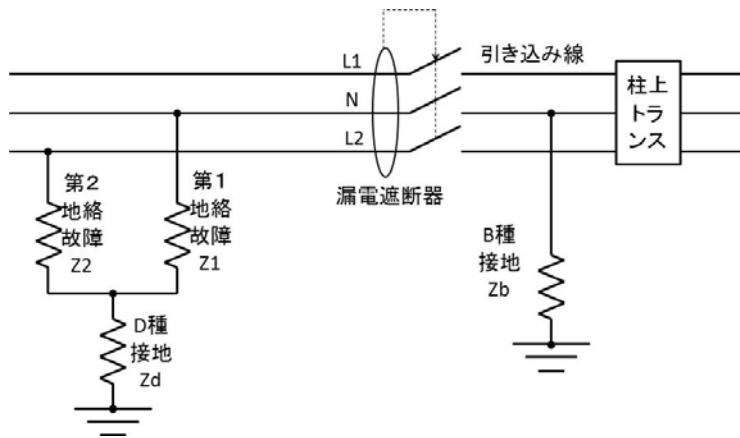 L1
引き込み線
N
L2
漏電遮断器
柱上
トラ
ンス
第2
地絡
故障
Z2
第1
地絡
故障
Z1
B種
接地
Zb
D種
接地
Zd